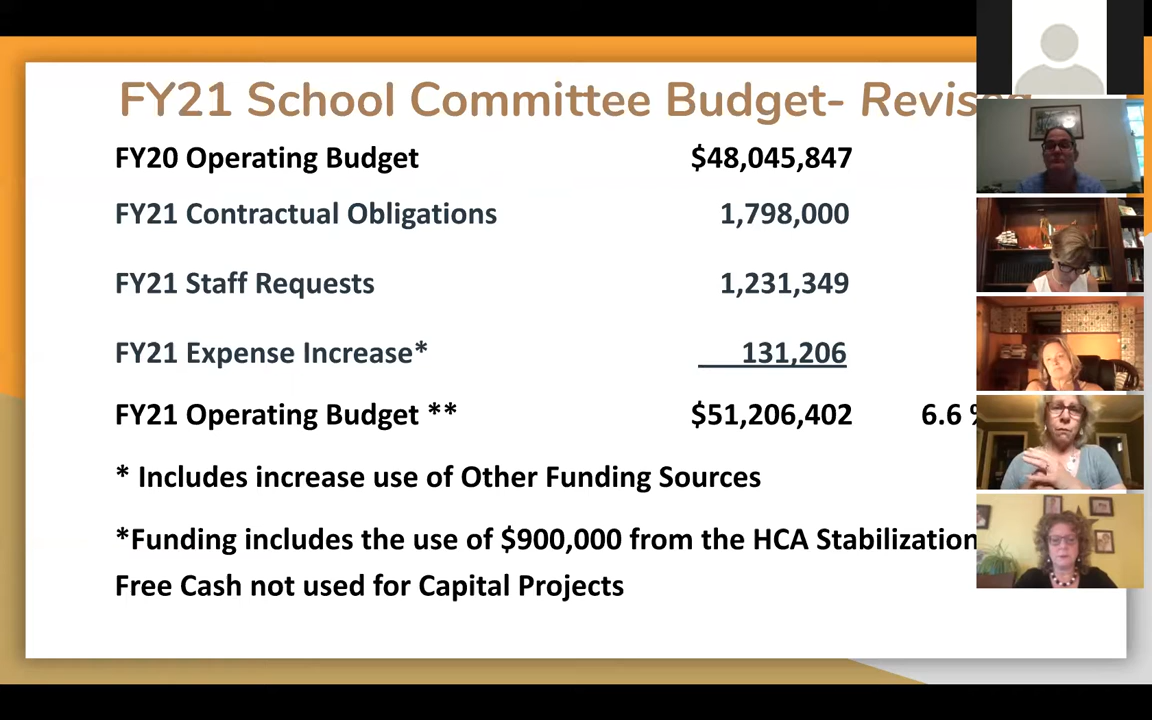 FY21 School Committee Budget- Revised
FY20 Operating Budget $48,045,847
FY21 Contractual Obligations 1,798,000
FY21 Staff Requests 1,231,349
FY21 Expense Increase* 131,206
FY21 Operating Budget ** $51,206,402 6.6 %
* Includes increase use of Other Funding Sources
*Funding includes the use of $900,000 from the HCA Stabilization
Free Cash not used for Capital Projects